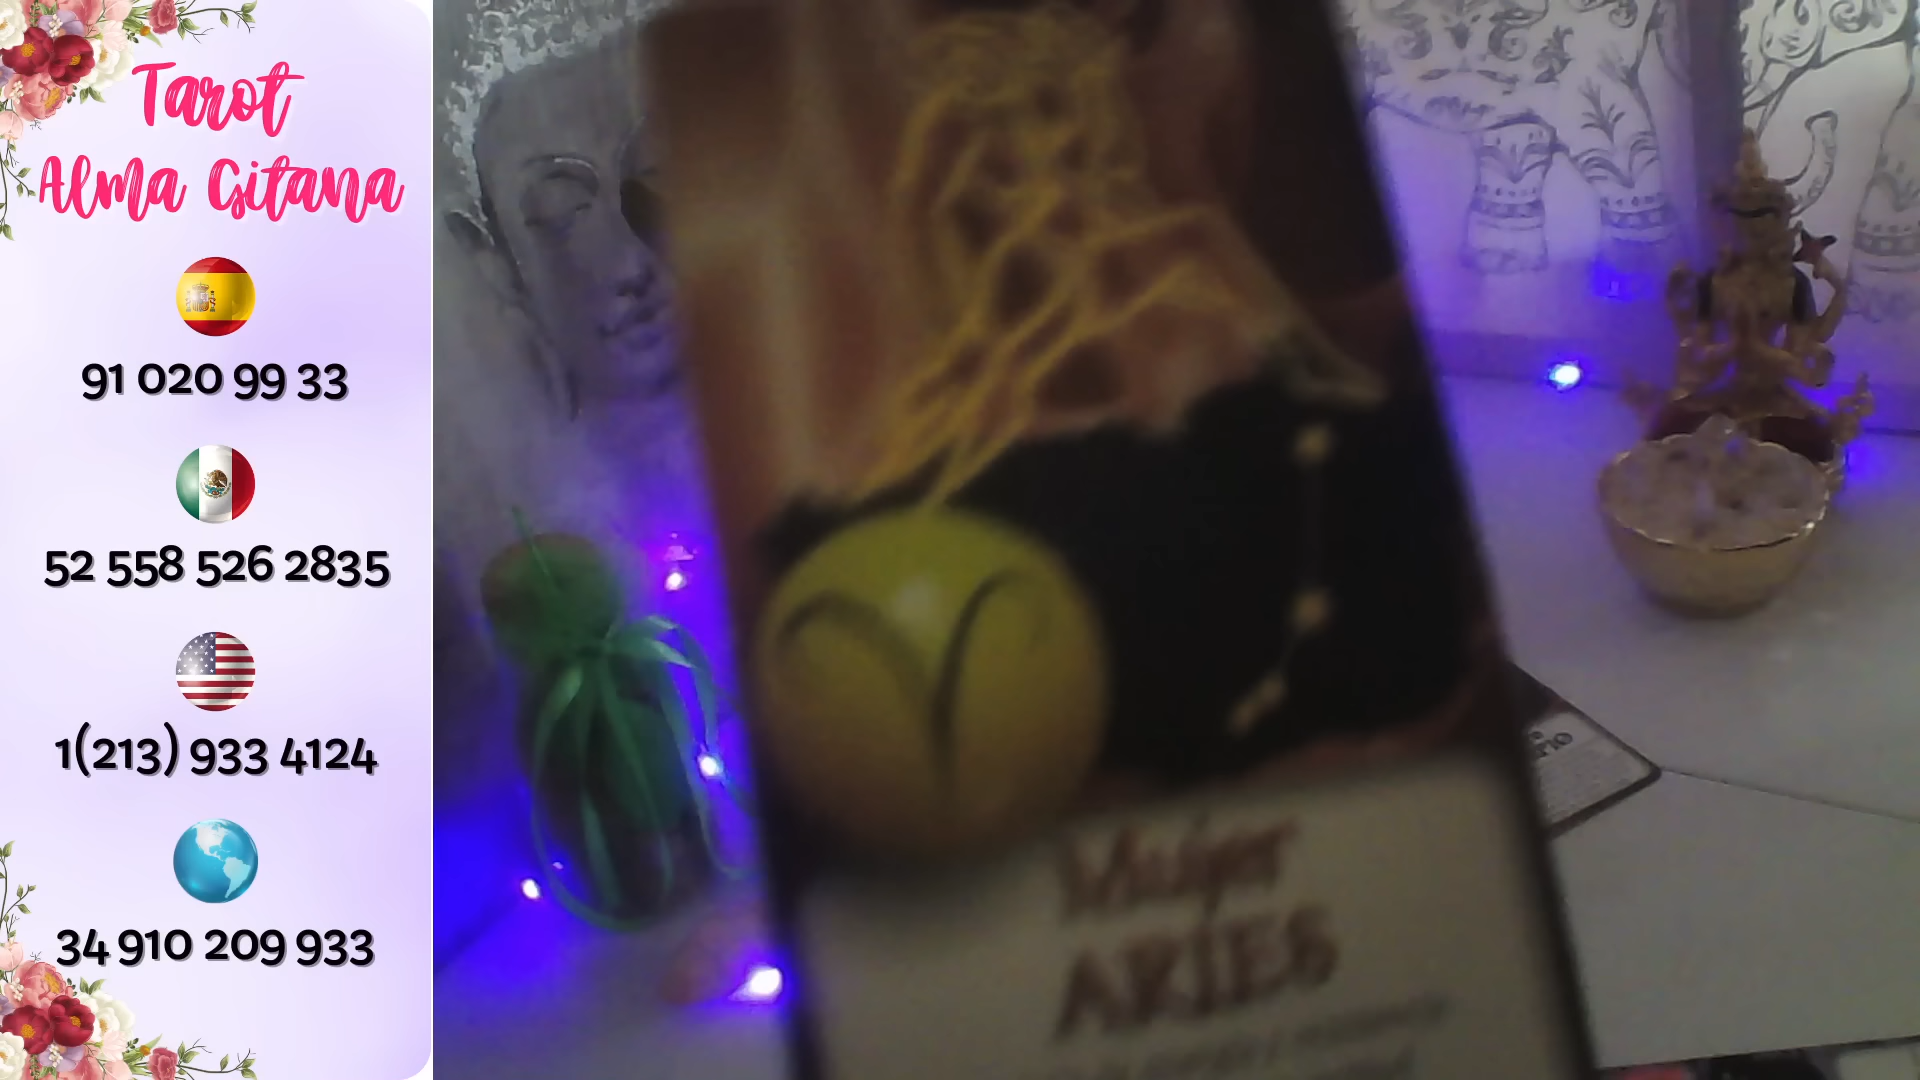 Tarot
Alma Gitana
91 020 99 33
52 558 526 2835
1(213) 933 4124
34 910 209 933
Mujer
ARIES